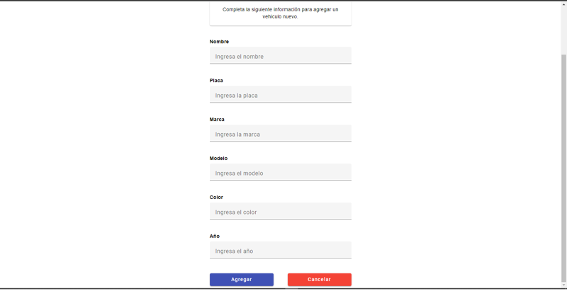 Completa la siguiente información para agregar un
vehículo nuevo
Nombre
Ingresa el nombre
Placa
Ingresa la placa
Marca
Ingresa la marca
Modelo
Ingresa el modelo
Color
Ingresa el color
Año
Ingresa el año
Agregar Cancelar